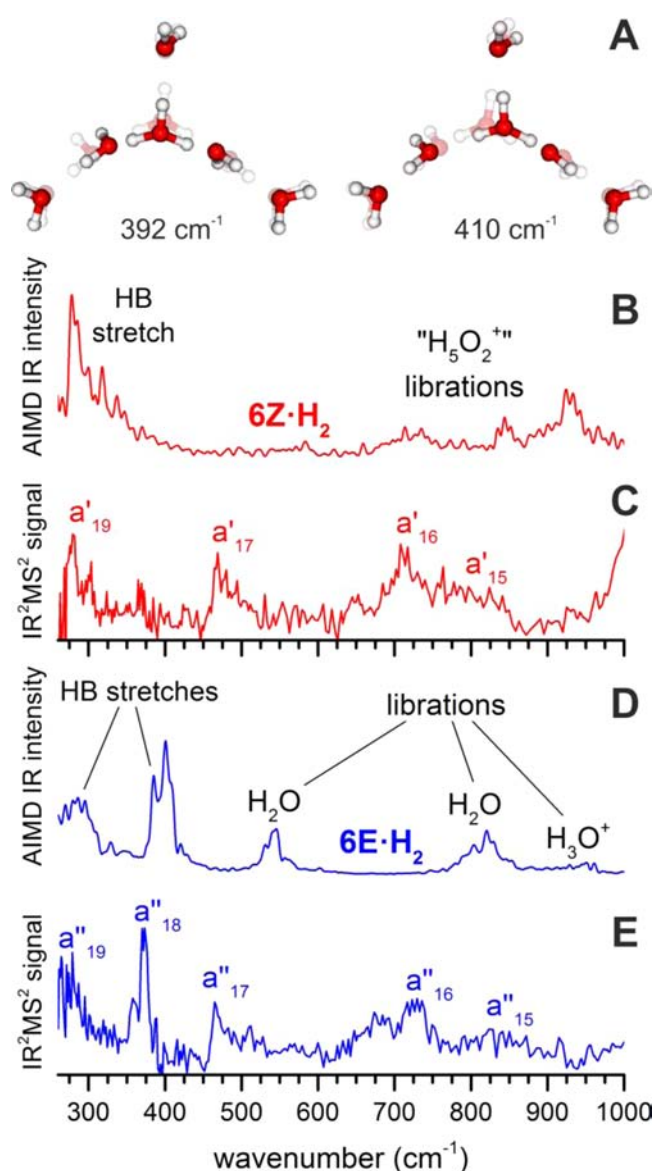 A
392 cm⁻¹
410 cm⁻¹
AIMD IR intensity
HB
stretch
6Z·H₂
"H₅O₂⁺"
librations
B
IR²MS² signal
a'₁₉
a'₁₇
a'₁₆
a'₁₅
C
AIMD IR intensity
HB stretches
librations
H₂O
H₂O
H₃O⁺
6E·H₂
D
IR²MS² signal
a"₁₉
a"₁₈
a"₁₇
a"₁₆
a"₁₅
E
300 400 500 600 700 800 900 1000
wavenumber (cm⁻¹)